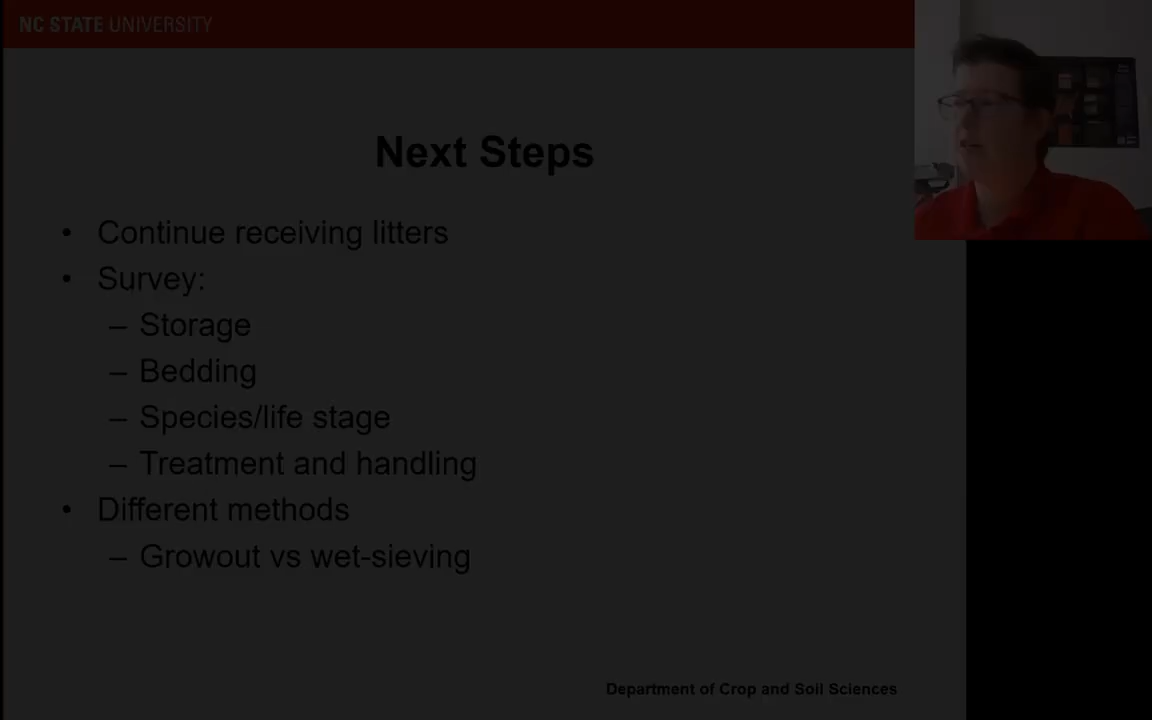 NC STATE UNIVERSITY
Next Steps
• Continue receiving litters
• Survey:
– Storage
– Bedding
– Species/life stage
– Treatment and handling
• Different methods
– Growout vs wet-sieving
Department of Crop and Soil Sciences